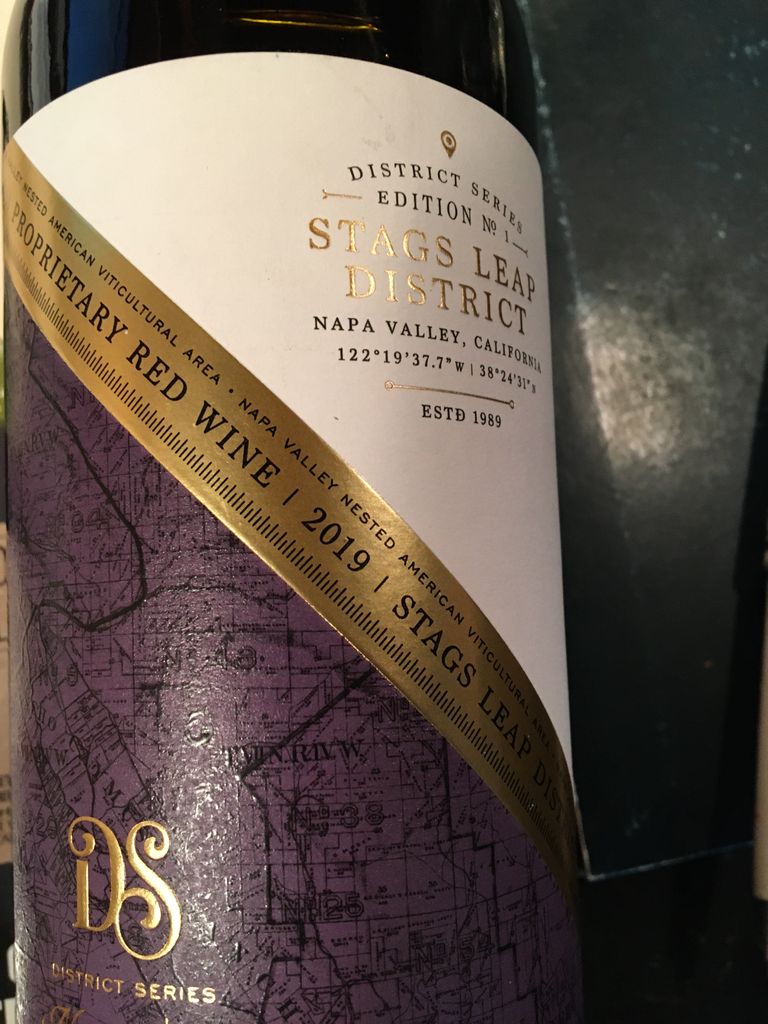 DISTRICT SERIES
EDITION № 1
STAGS LEAP
DISTRICT
NAPA VALLEY, CALIFORNIA
122°19'37.7"W | 38°24'31"N
ESTD 1989
NESTED AMERICAN VITICULTURAL AREA • NAPA VALLEY NESTED AMERICAN VITICULTURAL AREA
PROPRIETARY RED WINE | 2019 | STAGS LEAP
DS
DISTRICT SERIES